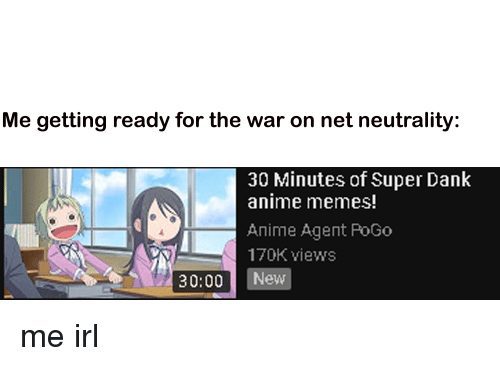 Me getting ready for the war on net neutrality:
30 Minutes of Super Dank
anime memes!
Anime Agent PoGo
170K views
30:00
New
me irl